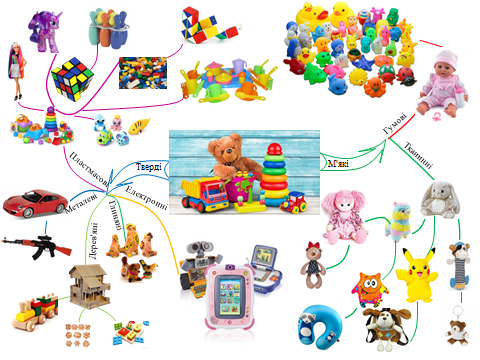 Гумові
Тканинні
Тверді
М'які
Пластмасові
Металеві
Дерев'яні
Глиняні
Електронні